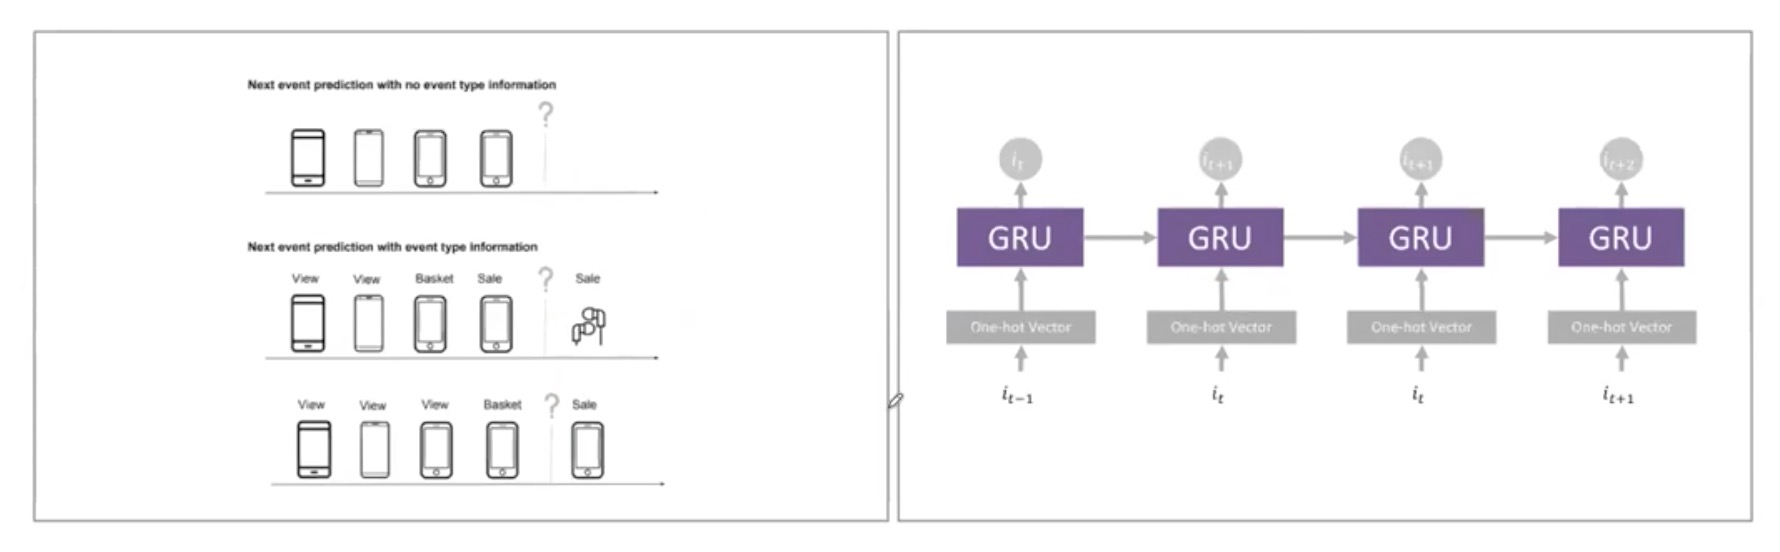 Next event prediction with no event type information
?
Next event prediction with event type information
View View Basket Sale ? Sale
View View View Basket ? Sale
i_t i_{t+1} i_{t+1} i_{t+2}
GRU GRU GRU GRU
One-hot Vector One-hot Vector One-hot Vector One-hot Vector
i_{t-1} i_t i_t i_{t+1}